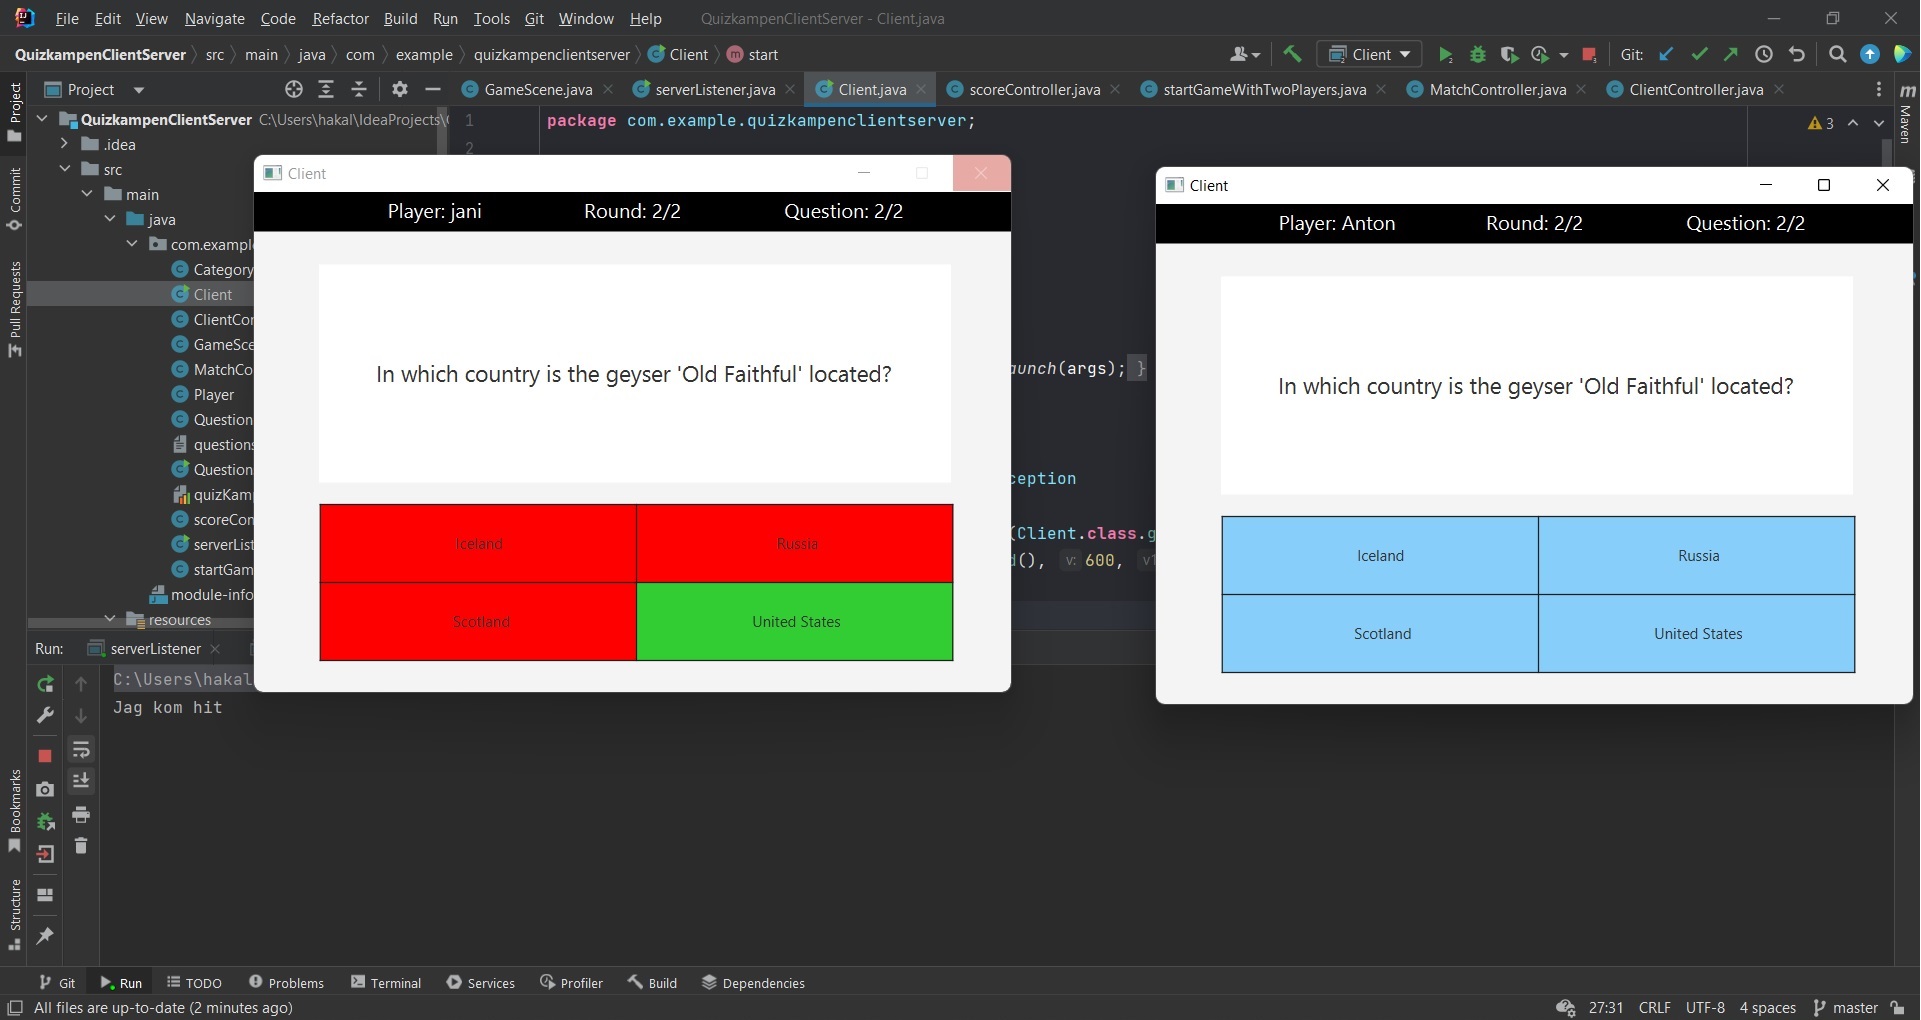 File Edit View Navigate Code Refactor Build Run Tools Git Window Help QuizkampenClientServer - Client.java
QuizkampenClientServer src main java com example quizkampenclientserver Client start
Client Git:
Project GameScene.java serverListener.java Client.java scoreController.java startGameWithTwoPlayers.java MatchController.java ClientController.java
Project
Commit
Pull Requests
Bookmarks
Structure
Maven
QuizkampenClientServer C:\Users\hakal\IdeaProjects\
.idea
src
main
java
com.exampl
Category
Client
ClientCo
GameSce
MatchCo
Player
Question
questions
Question
quizKam
scoreCon
serverList
startGam
module-info
resources
1 package com.example.quizkampenclientserver;
2
3
aunch(args); }
ception
(Client.class.g
d(), v: 600, v1
Client
Player: jani Round: 2/2 Question: 2/2
In which country is the geyser 'Old Faithful' located?
Iceland Russia
Scotland United States
Client
Player: Anton Round: 2/2 Question: 2/2
In which country is the geyser 'Old Faithful' located?
Iceland Russia
Scotland United States
Run: serverListener
C:\Users\hakal
Jag kom hit
Git Run TODO Problems Terminal Services Profiler Build Dependencies
All files are up-to-date (2 minutes ago) 27:31 CRLF UTF-8 4 spaces master